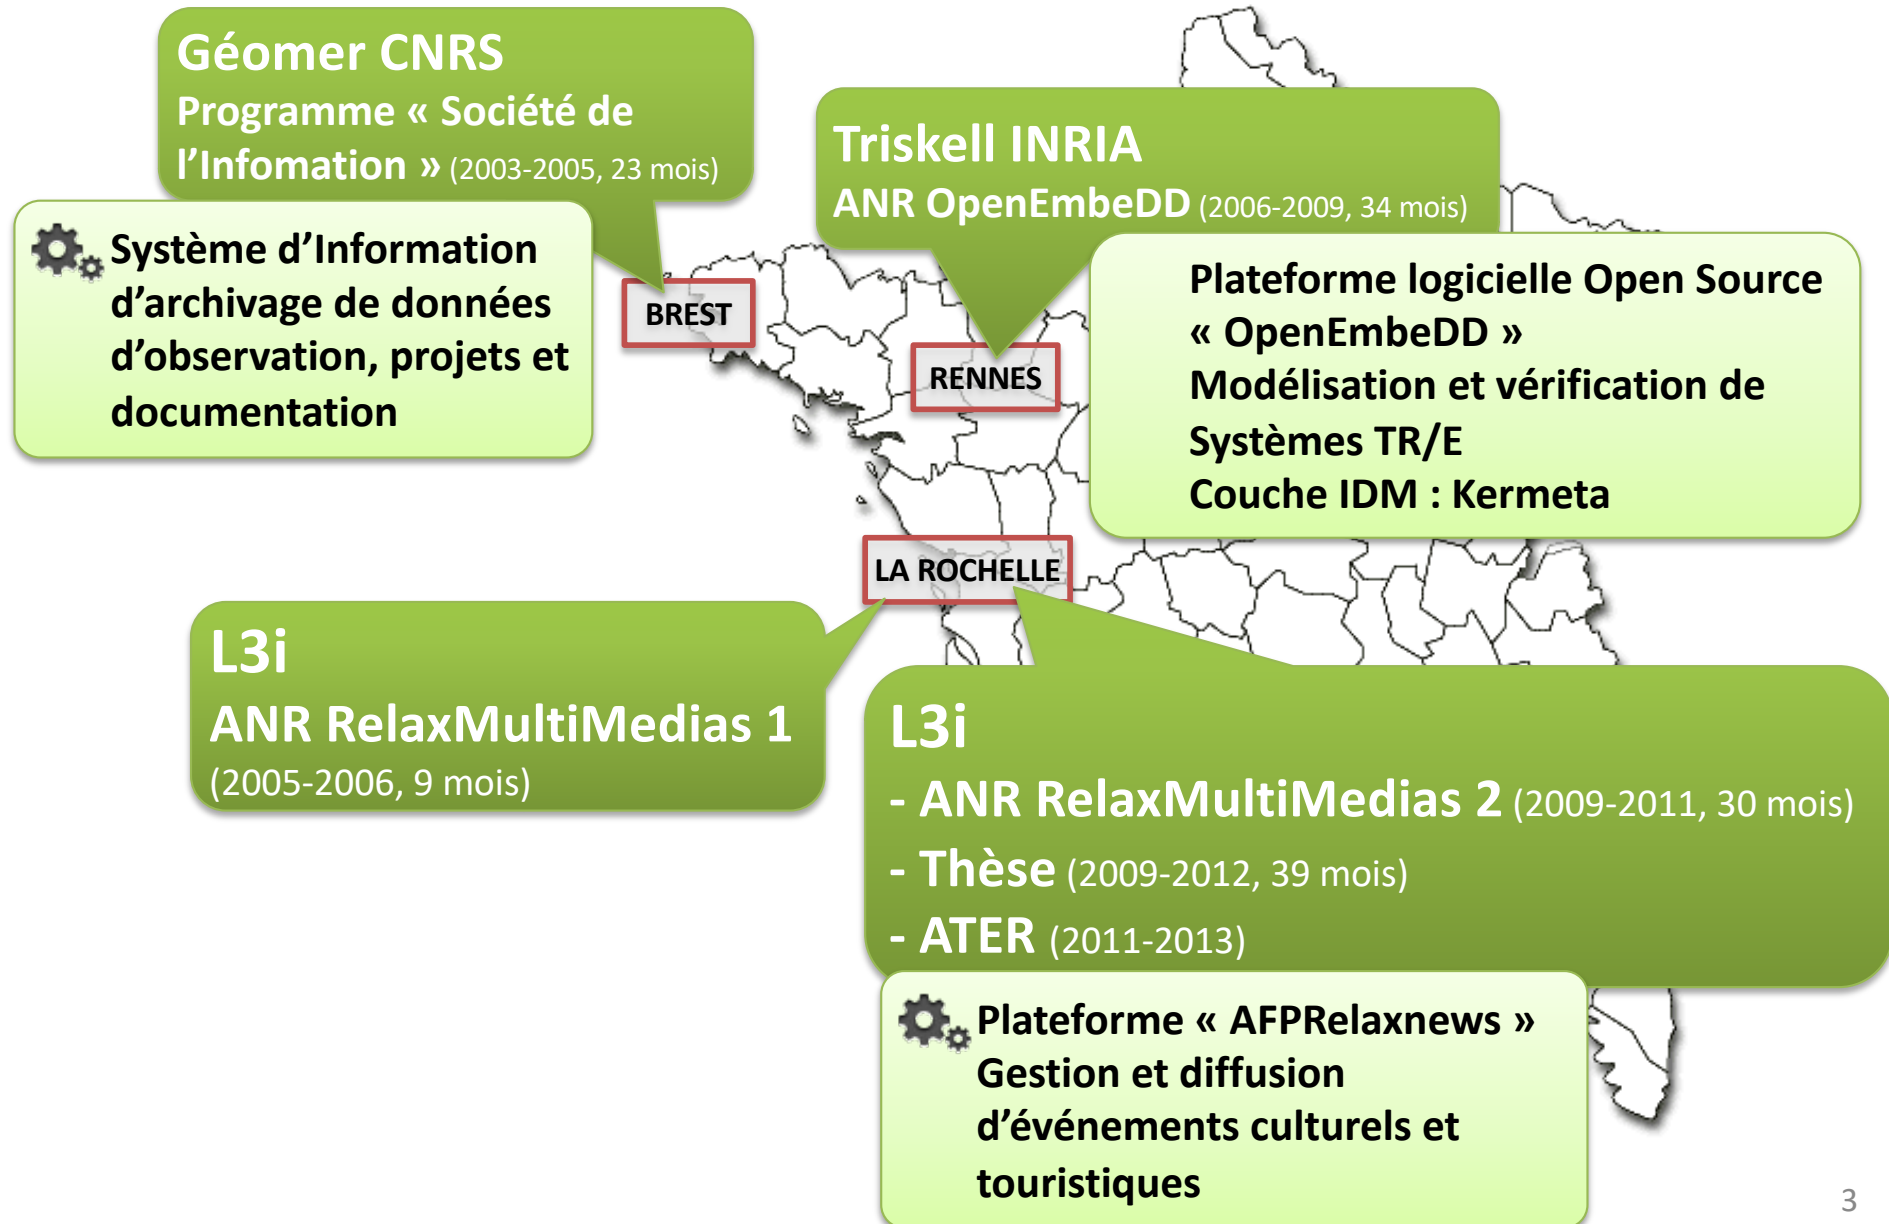 Géomer CNRS
Programme « Société de
l’Infomation » (2003-2005, 23 mois)
Système d’Information
d’archivage de données
d’observation, projets et
documentation
Triskell INRIA
ANR OpenEmbeDD (2006-2009, 34 mois)
Plateforme logicielle Open Source
« OpenEmbeDD »
Modélisation et vérification de
Systèmes TR/E
Couche IDM : Kermeta
BREST
RENNES
LA ROCHELLE
L3i
ANR RelaxMultiMedias 1
(2005-2006, 9 mois)
L3i
- ANR RelaxMultiMedias 2 (2009-2011, 30 mois)
- Thèse (2009-2012, 39 mois)
- ATER (2011-2013)
Plateforme « AFPRelaxnews »
Gestion et diffusion
d’événements culturels et
touristiques
3